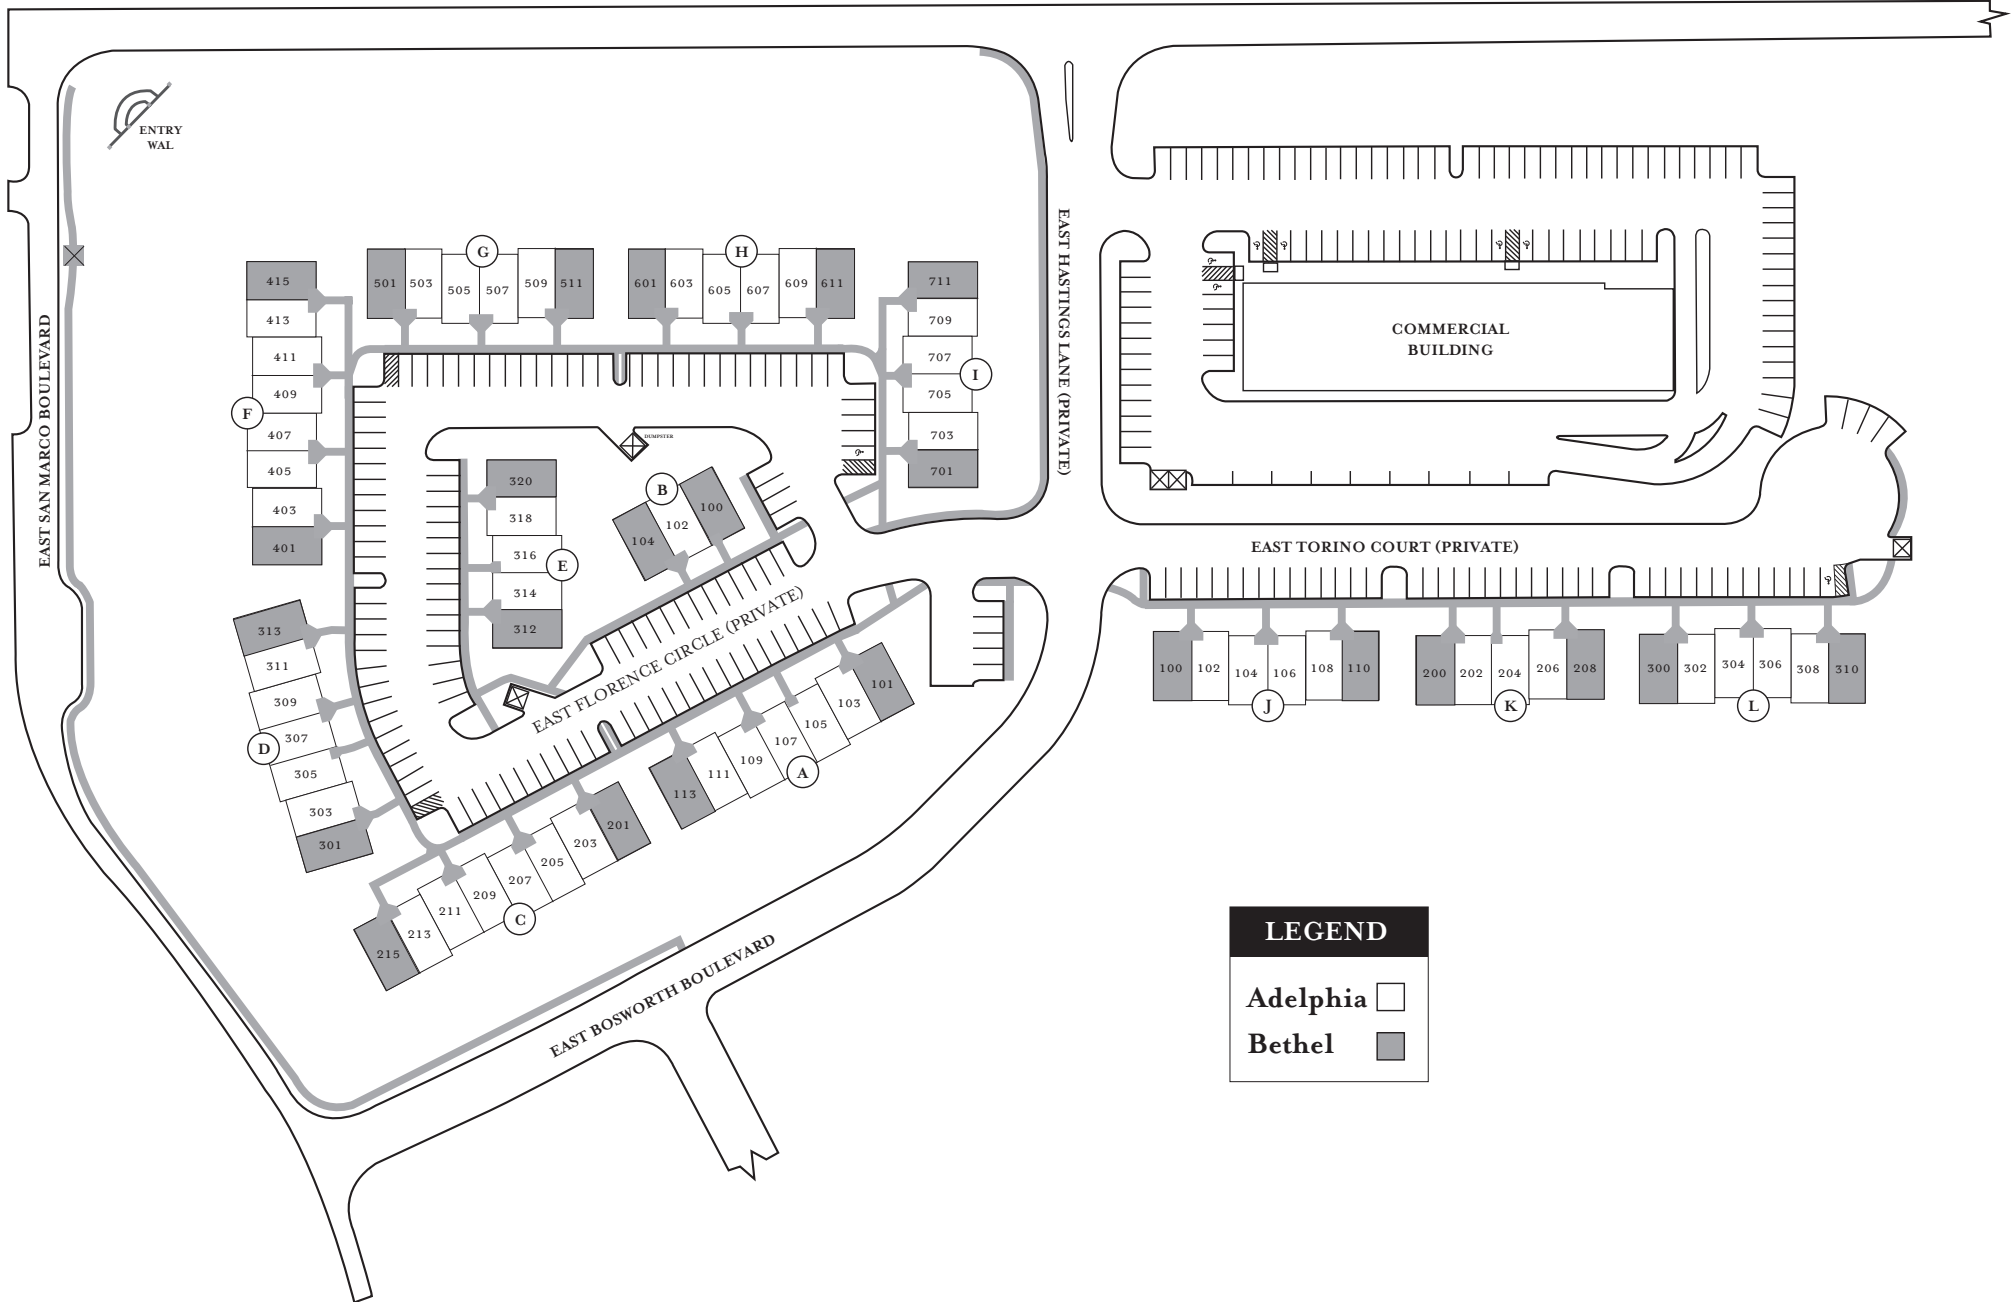 ENTRY
WAL
EAST SAN MARCO BOULEVARD
EAST HASTINGS LANE (PRIVATE)
G
501
503
505
507
509
511
H
601
603
605
607
609
611
415
413
411
409
407
405
403
401
F
711
709
707
705
703
701
I
DUMPSTER
320
318
316
314
312
E
B
104
102
100
COMMERCIAL
BUILDING
EAST TORINO COURT (PRIVATE)
EAST FLORENCE CIRCLE (PRIVATE)
313
311
309
307
305
303
301
D
101
103
105
107
109
111
113
A
201
203
205
207
209
211
213
215
C
100
102
104
106
108
110
J
200
202
204
206
208
K
300
302
304
306
308
310
L
EAST BOSWORTH BOULEVARD
LEGEND
Adelphia
Bethel